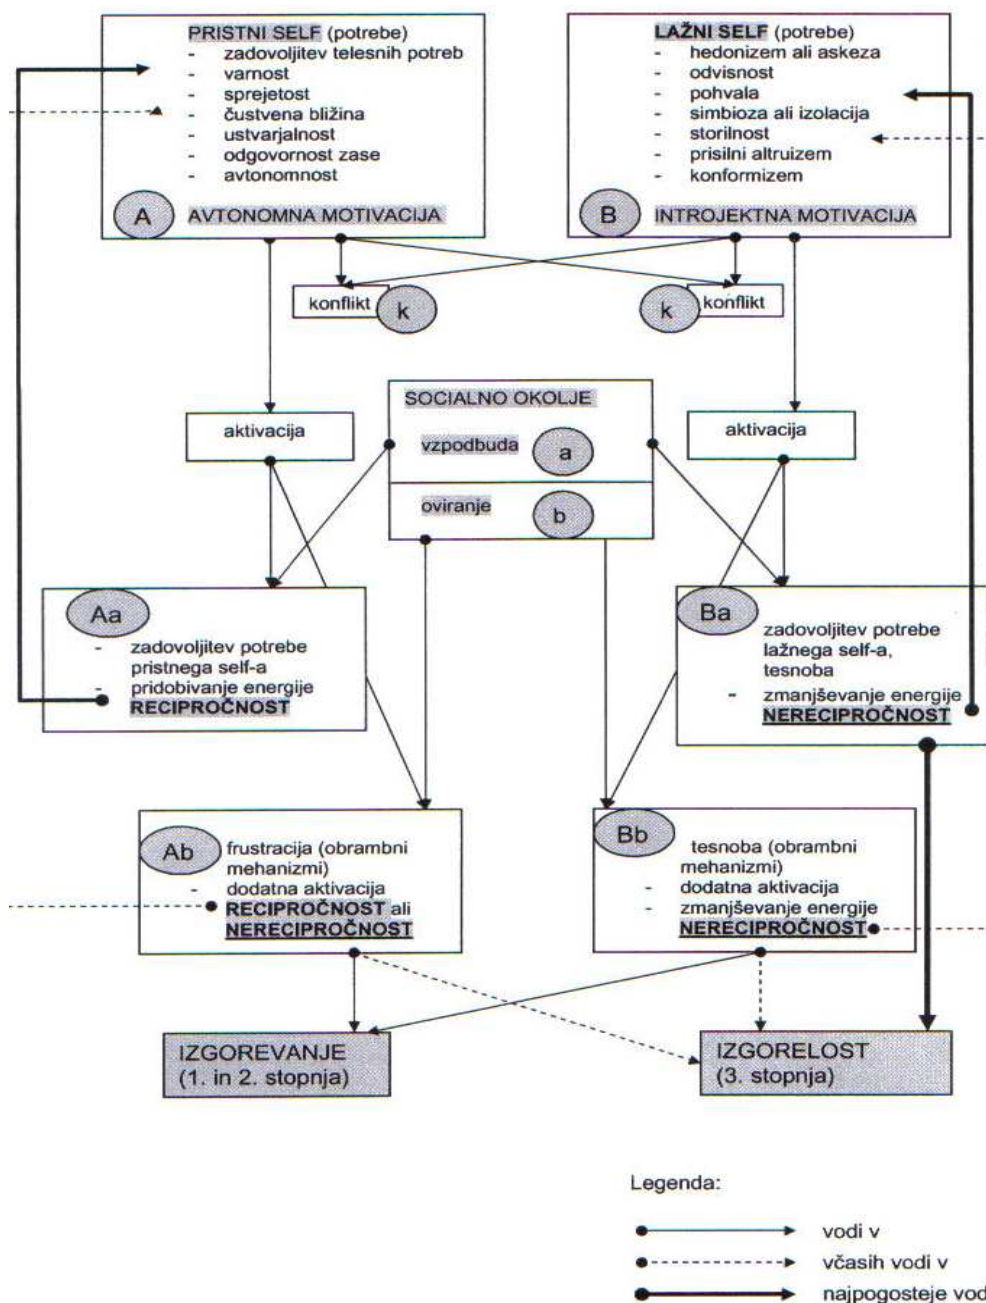 PRISTNI SELF (potrebe)
- zadovoljitev telesnih potreb
- varnost
- sprejetost
- čustvena bližina
- ustvarjalnost
- odgovornost zase
- avtonomnost
A
AVTONOMNA MOTIVACIJA
LAŽNI SELF (potrebe)
- hedonizem ali askeza
- odvisnost
- pohvala
- simbioza ali izolacija
- storilnost
- prisilni altruizem
- konformizem
B
INTROJEKTNA MOTIVACIJA
konflikt
k
k
konflikt
aktivacija
SOCIALNO OKOLJE
vzpodbuda
a
oviranje
b
aktivacija
Aa
- zadovoljitev potrebe
pristnega self-a
- pridobivanje energije
RECIPROČNOST
Ba
zadovoljitev potrebe
lažnega self-a,
tesnoba
- zmanjševanje energije
NERECIPROČNOST
Ab
frustracija (obrambni
mehanizmi)
- dodatna aktivacija
RECIPROČNOST ali
NERECIPROČNOST
Bb
tesnoba (obrambni
mehanizmi)
- dodatna aktivacija
- zmanjševanje energije
NERECIPROČNOST
IZGOREVANJE
(1. in 2. stopnja)
IZGORELOST
(3. stopnja)
Legenda:
vodi v
včasih vodi v
najpogosteje vod